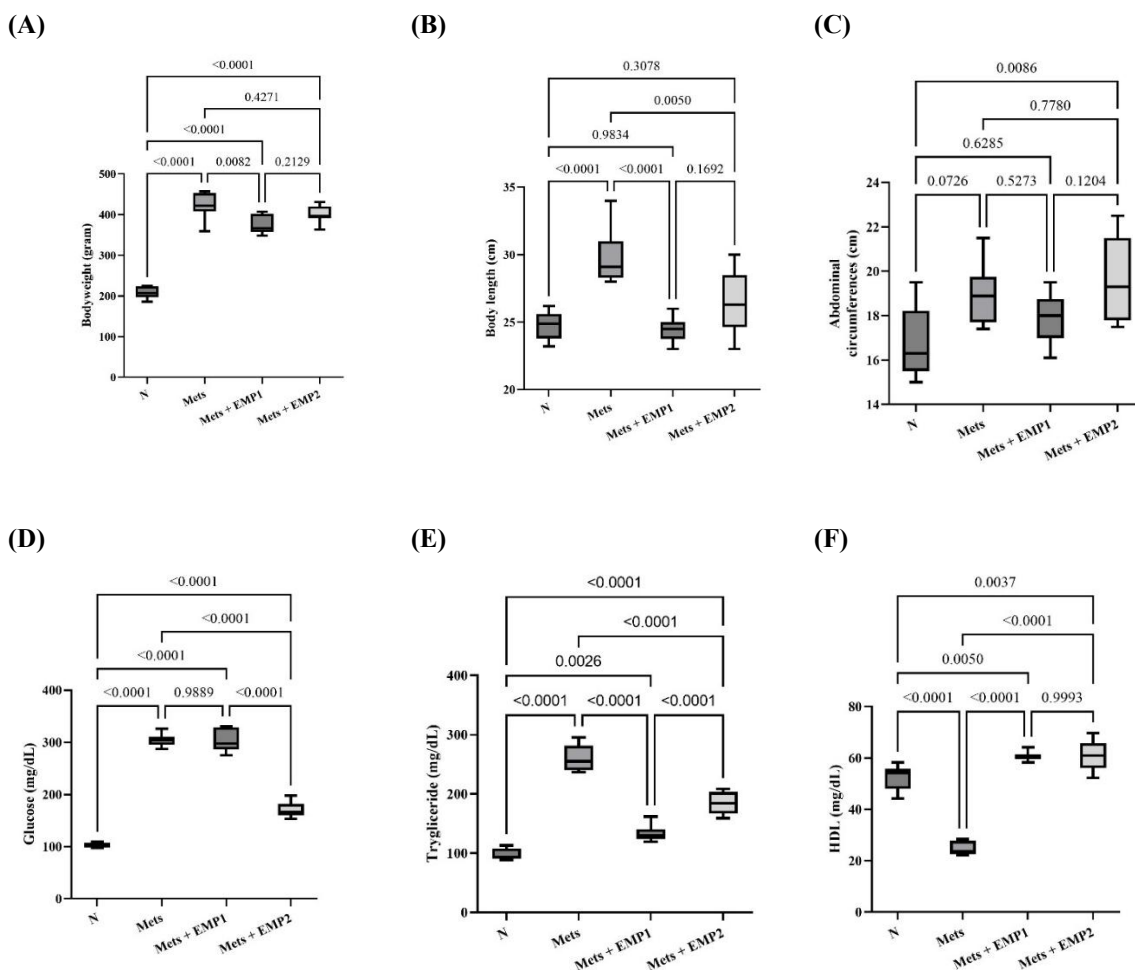 (A)
<0.0001
0.4271
<0.0001
<0.0001 0.0082 0.2129
Bodyweight (gram)
500
400
300
200
100
0
N Mets Mets + EMP1 Mets + EMP2
(B)
0.3078
0.0050
0.9834
<0.0001 <0.0001 0.1692
Body length (cm)
35
30
25
20
N Mets Mets + EMP1 Mets + EMP2
(C)
0.0086
0.7780
0.6285
0.0726 0.5273 0.1204
Abdominal
circumferences (cm)
24
22
20
18
16
14
N Mets Mets + EMP1 Mets + EMP2
(D)
<0.0001
<0.0001
<0.0001
<0.0001 0.9889 <0.0001
Glucose (mg/dL)
400
300
200
100
0
N Mets Mets + EMP1 Mets + EMP2
(E)
<0.0001
<0.0001
0.0026
<0.0001 <0.0001 <0.0001
Trygliceride (mg/dL)
400
300
200
100
0
N Mets Mets + EMP1 Mets + EMP2
(F)
0.0037
<0.0001
0.0050
<0.0001 <0.0001 0.9993
HDL (mg/dL)
80
60
40
20
0
N Mets Mets + EMP1 Mets + EMP2